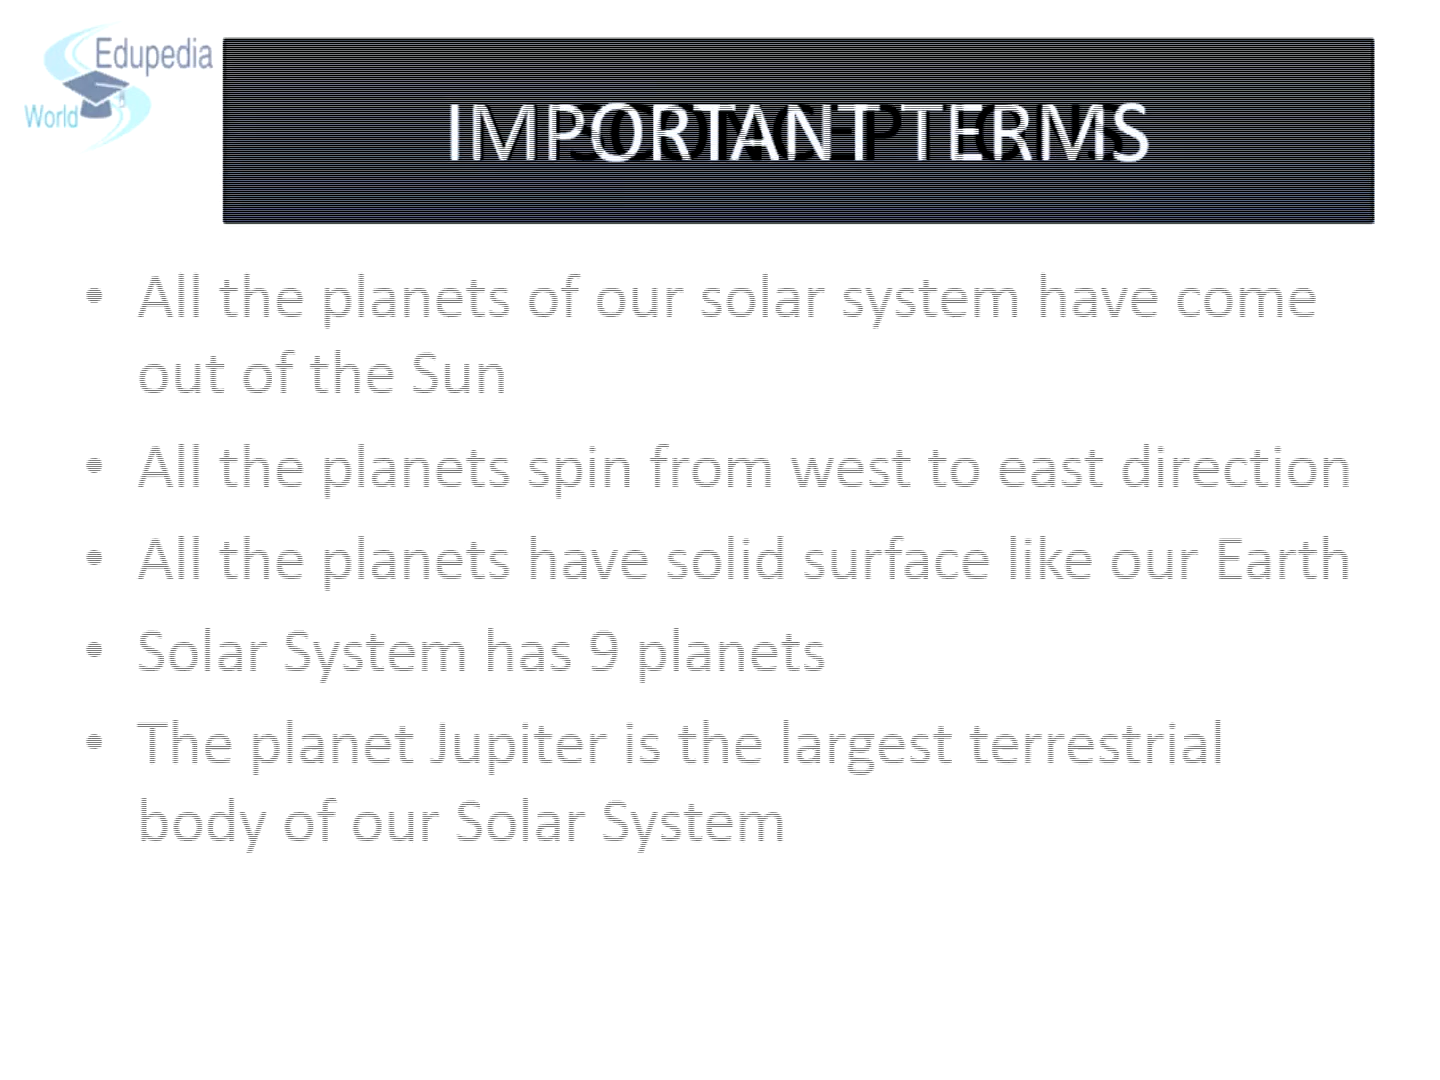 Edupedia
World
IMPORTANT TERMS
• All the planets of our solar system have come
out of the Sun
• All the planets spin from west to east direction
• All the planets have solid surface like our Earth
• Solar System has 9 planets
• The planet Jupiter is the largest terrestrial
body of our Solar System